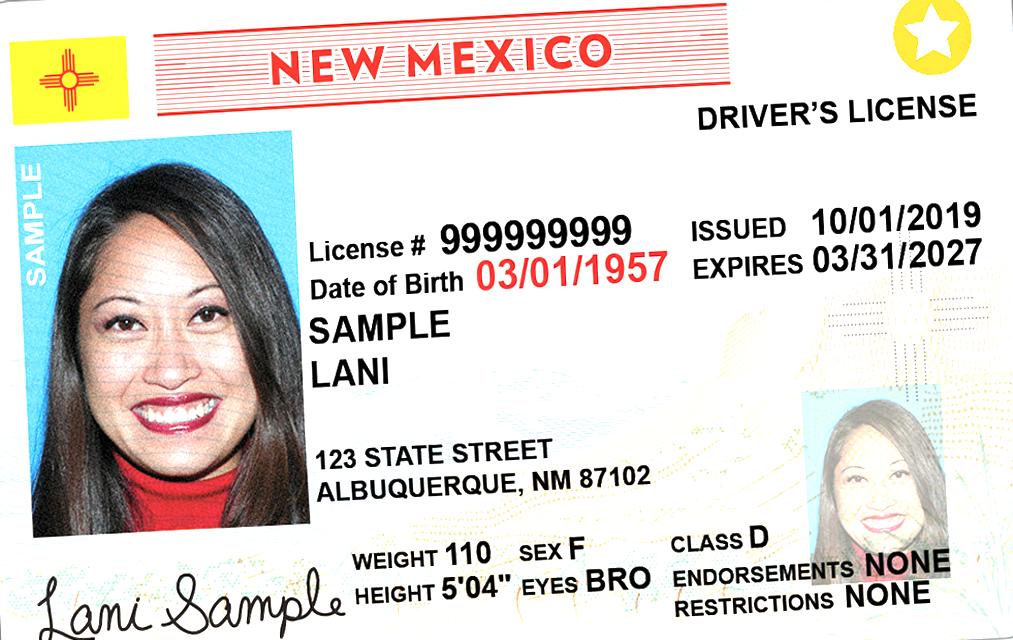 NEW MEXICO
DRIVER'S LICENSE
SAMPLE
License # 999999999
Date of Birth 03/01/1957
ISSUED 10/01/2019
EXPIRES 03/31/2027
SAMPLE
LANI
123 STATE STREET
ALBUQUERQUE, NM 87102
WEIGHT 110 SEX F
HEIGHT 5'04" EYES BRO
CLASS D
ENDORSEMENTS NONE
RESTRICTIONS NONE
Lani Sample